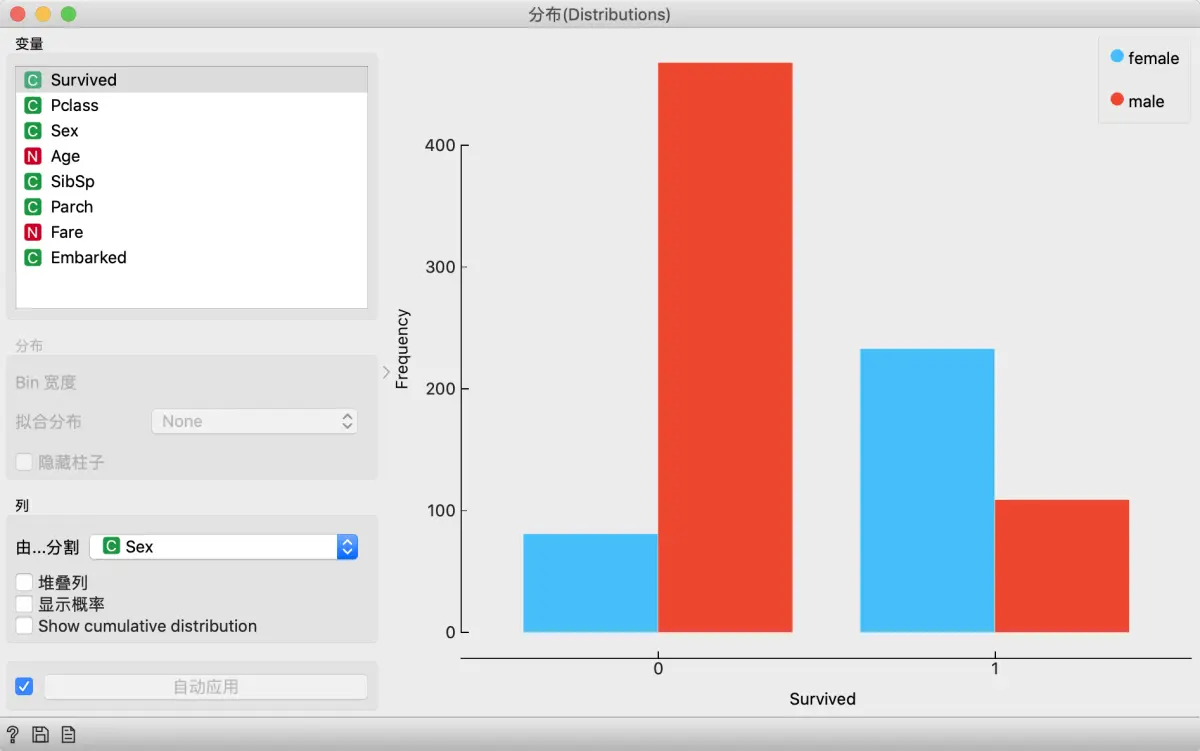 分布(Distributions)
变量
C Survived
C Pclass
C Sex
N Age
C SibSp
C Parch
N Fare
C Embarked
分布
Bin 宽度
拟合分布 None
隐藏柱子
列
由...分割 C Sex
堆叠列
显示概率
Show cumulative distribution
自动应用
?
female
male
Frequency
400
300
200
100
0
0 1
Survived